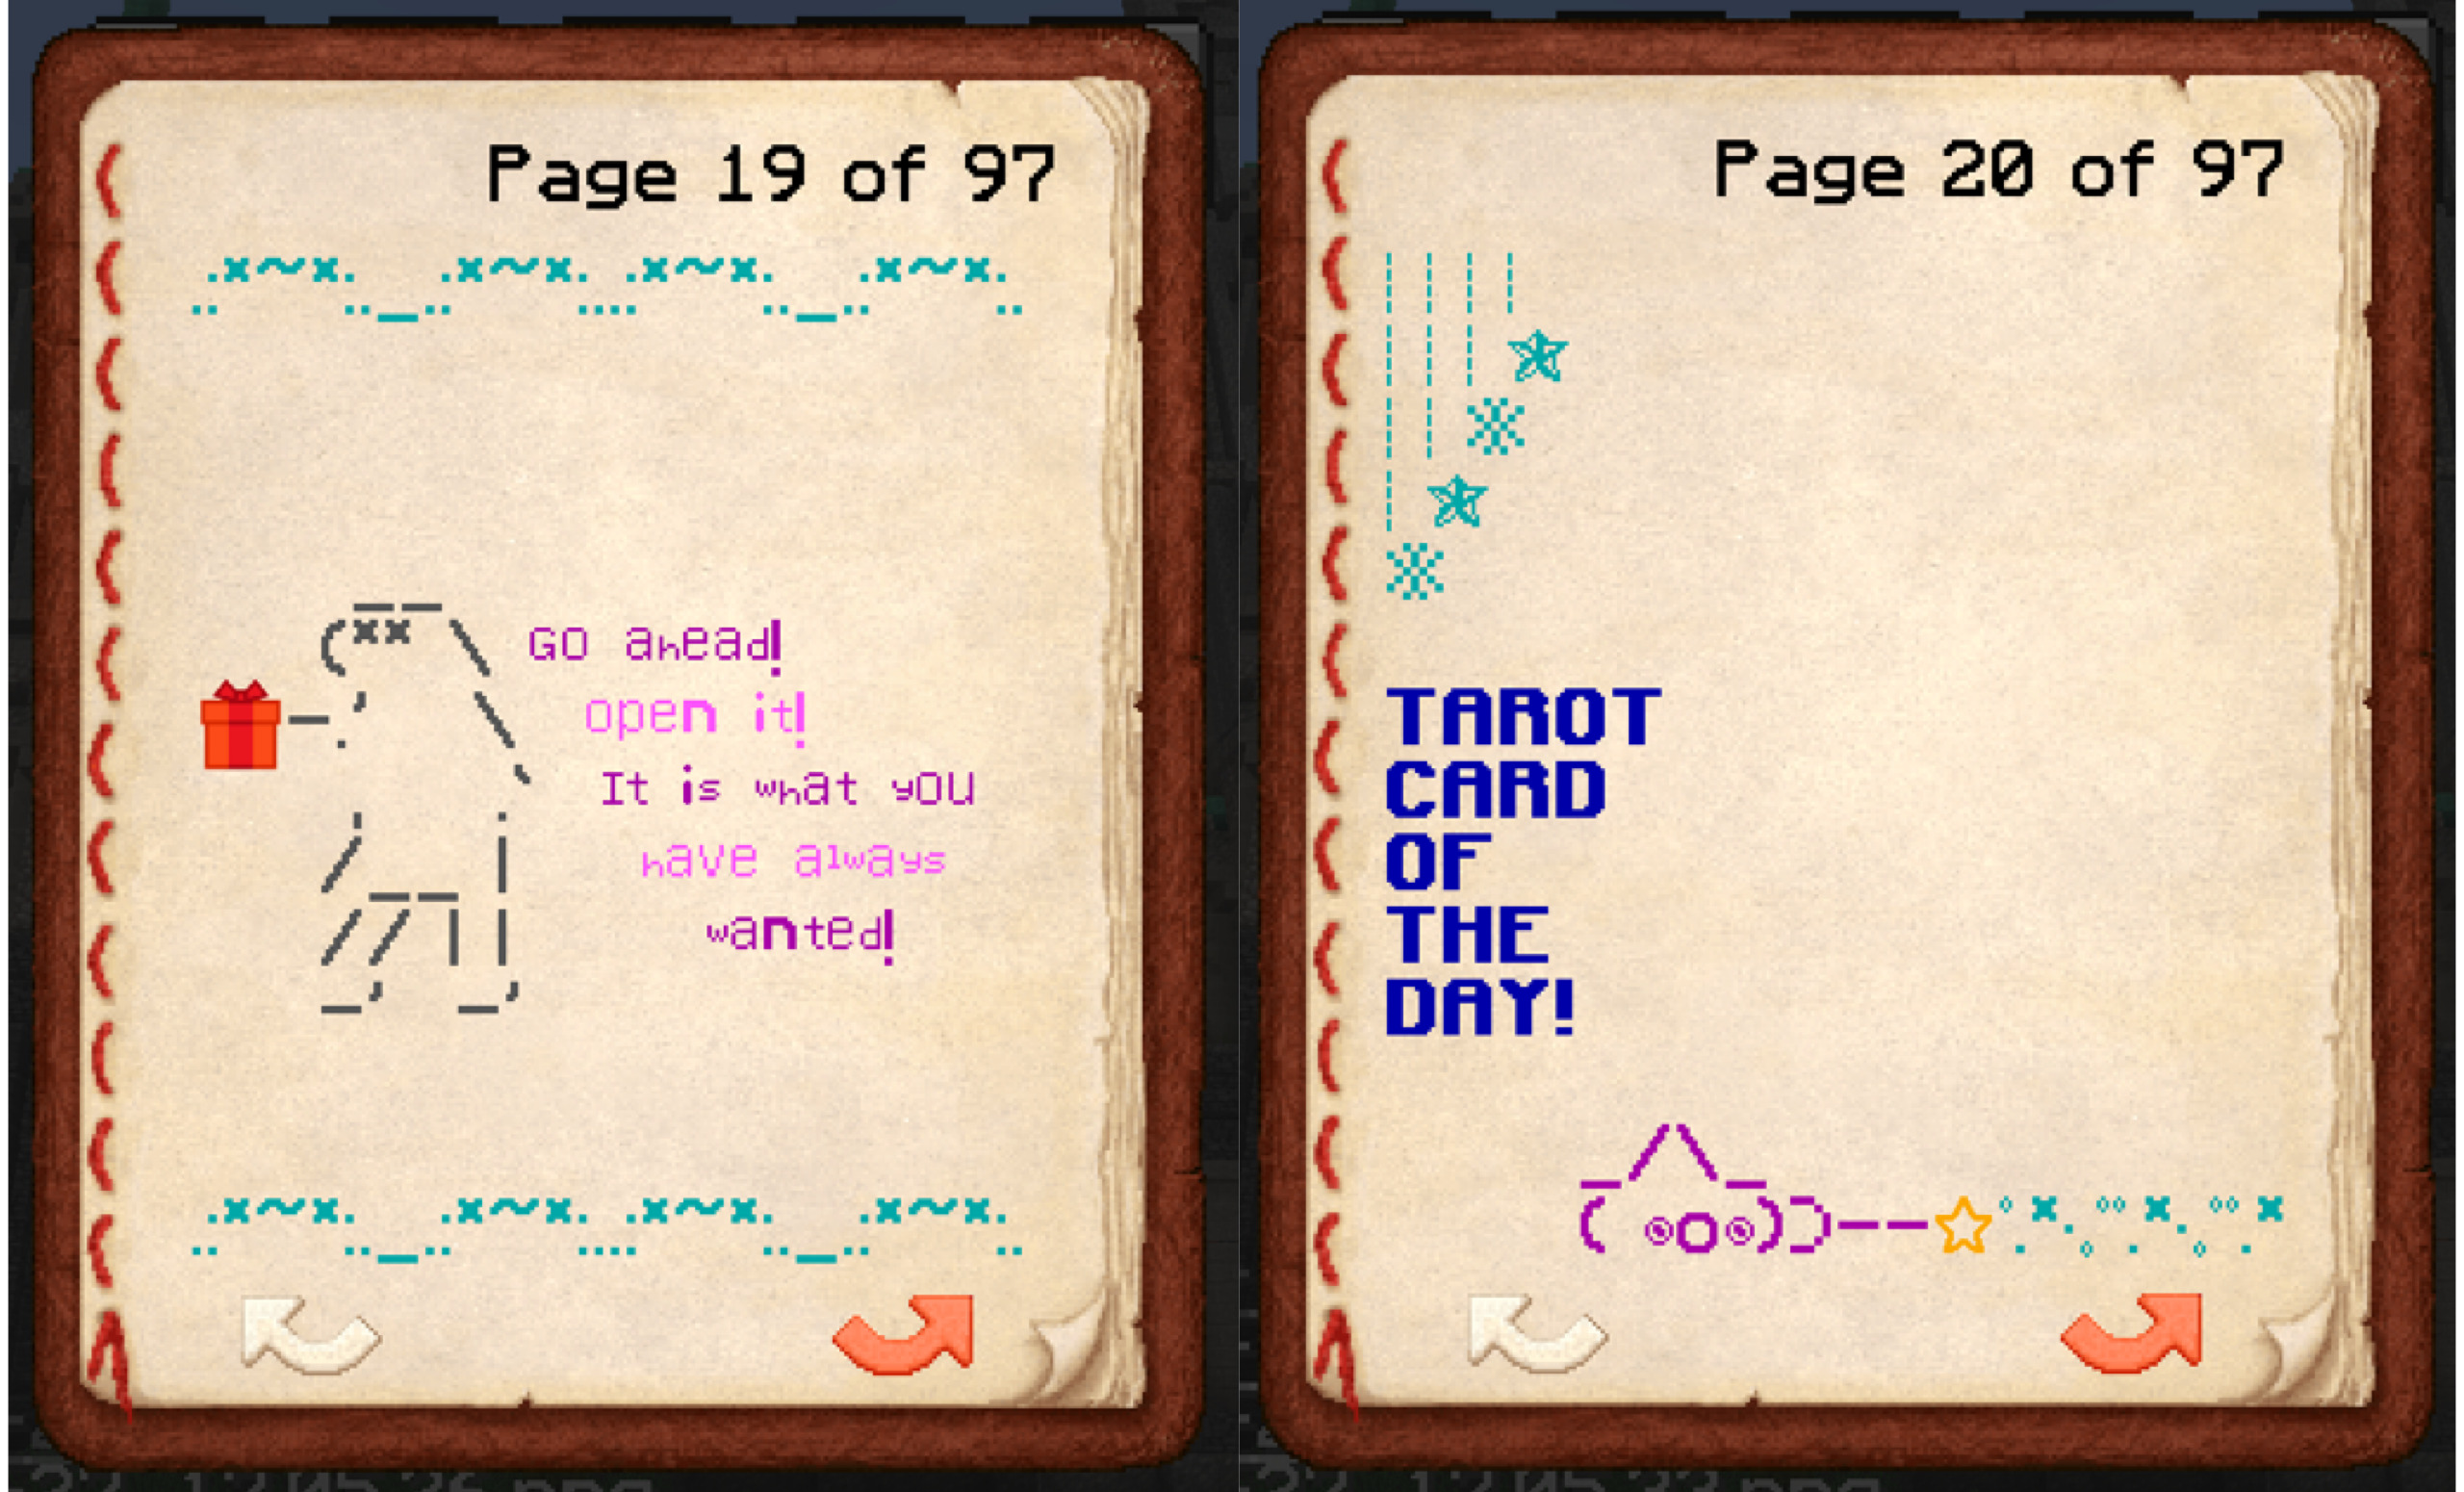 Page 19 of 97
GO ahead!
open it!
It is what yOU
have always
wanted!
Page 20 of 97
TAROT
CARD
OF
THE
DAY!